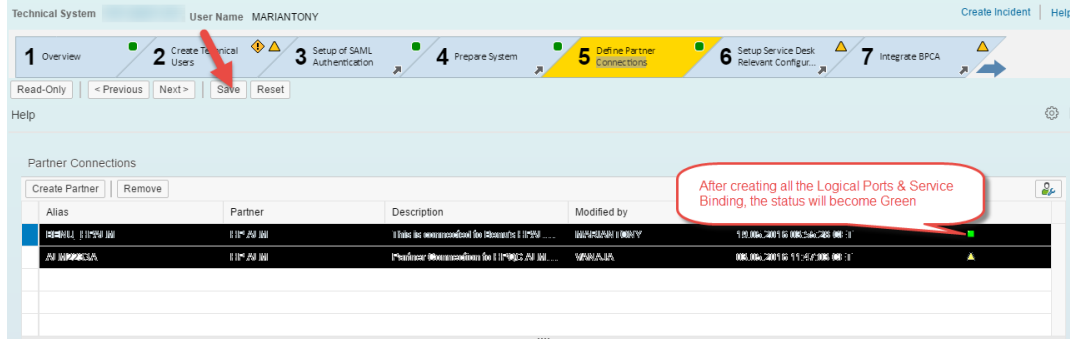 Technical System
User Name MARIANTONY
Create Incident
Help
1 Overview
2 Create Technical
Users
3 Setup of SAML
Authentication
4 Prepare System
5 Define Partner
Connections
6 Setup Service Desk
Relevant Configur...
7 Integrate BPCA
Read-Only < Previous Next > Save Reset
Help
Partner Connections
Create Partner Remove
After creating all the Logical Ports & Service
Binding, the status will become Green
Alias Partner Description Modified by
MARIANTONY
VANAJA